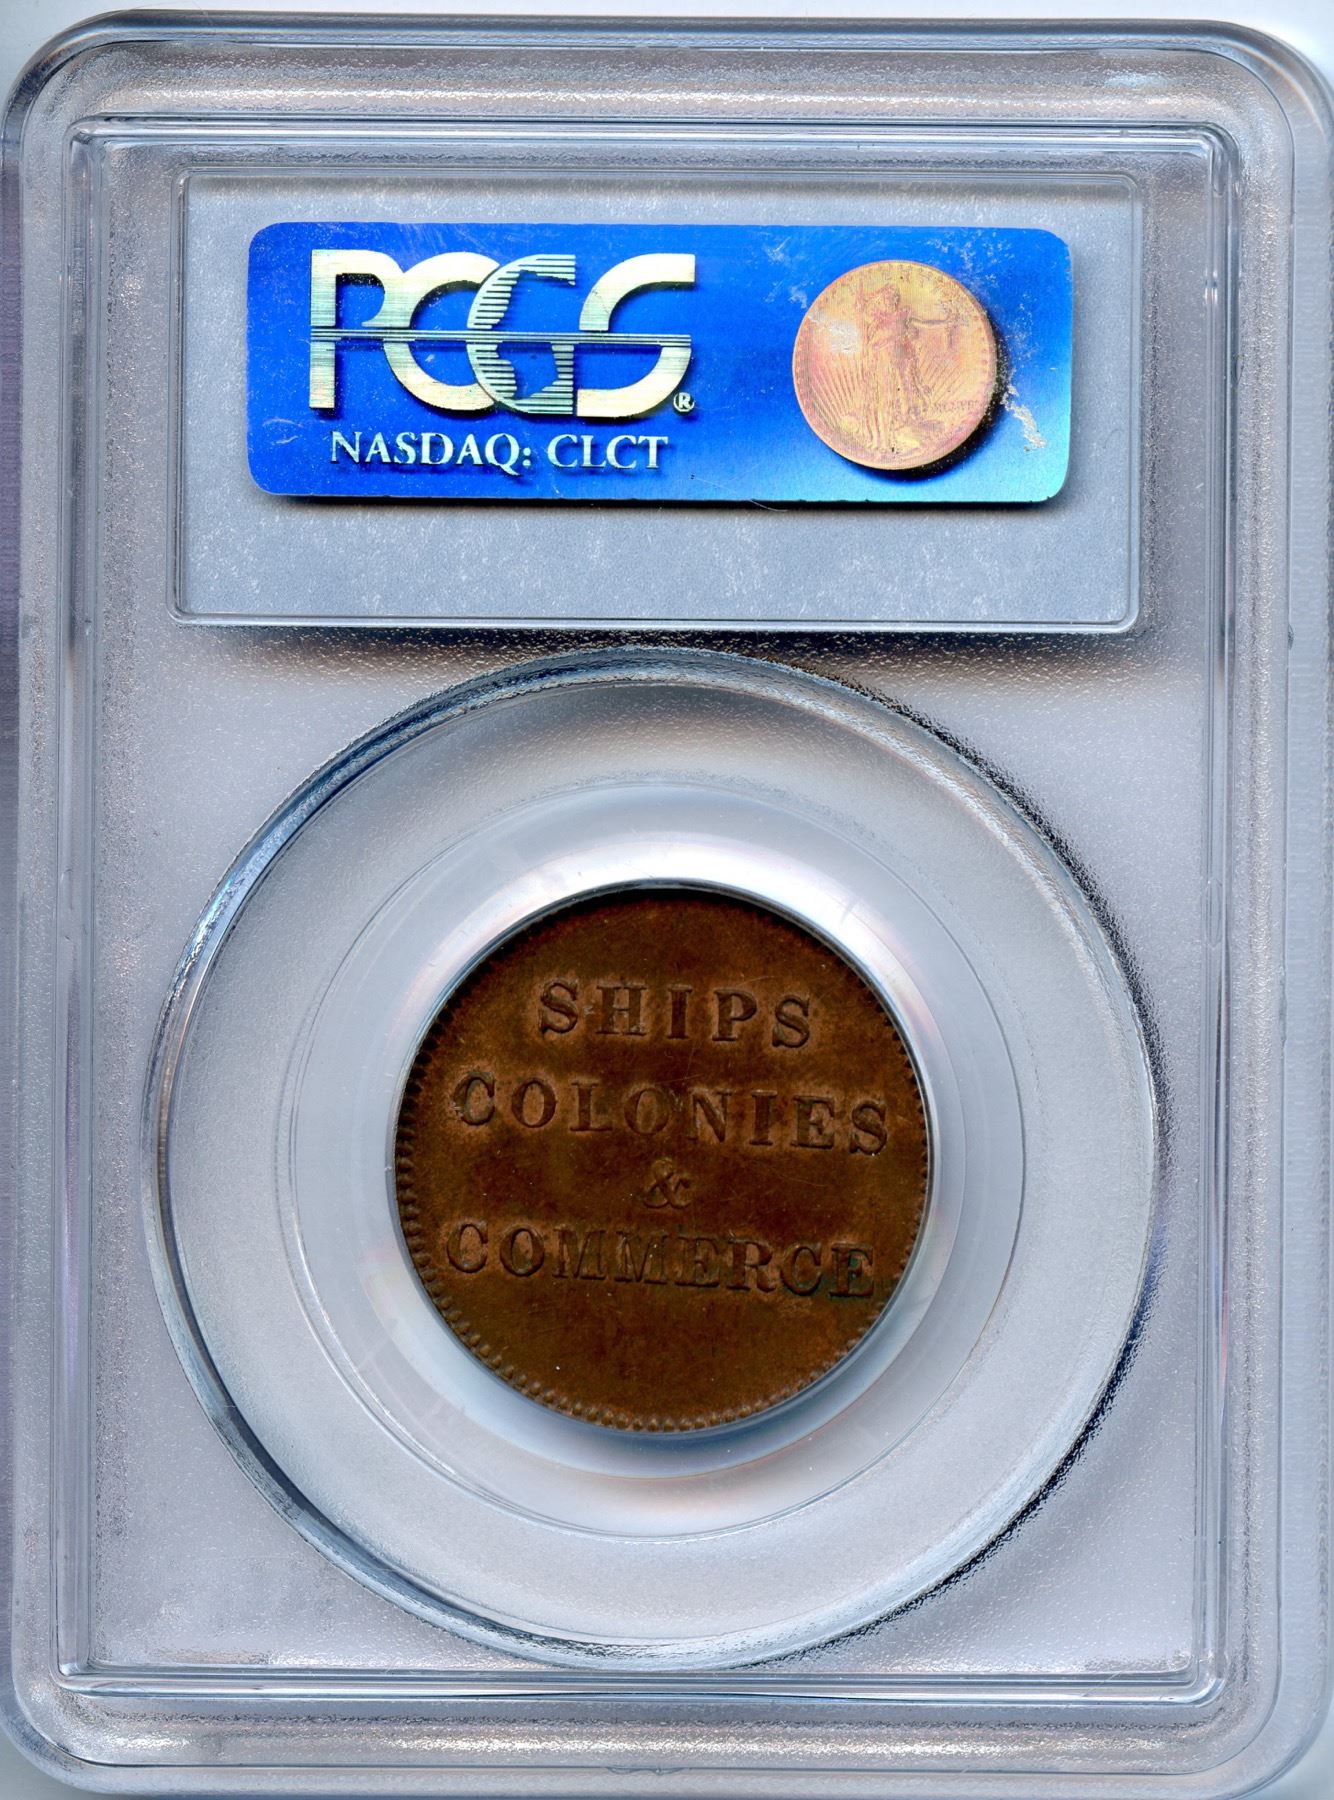 PCGS®
NASDAQ: CLCT
SHIPS
COLONIES
&
COMMERCE